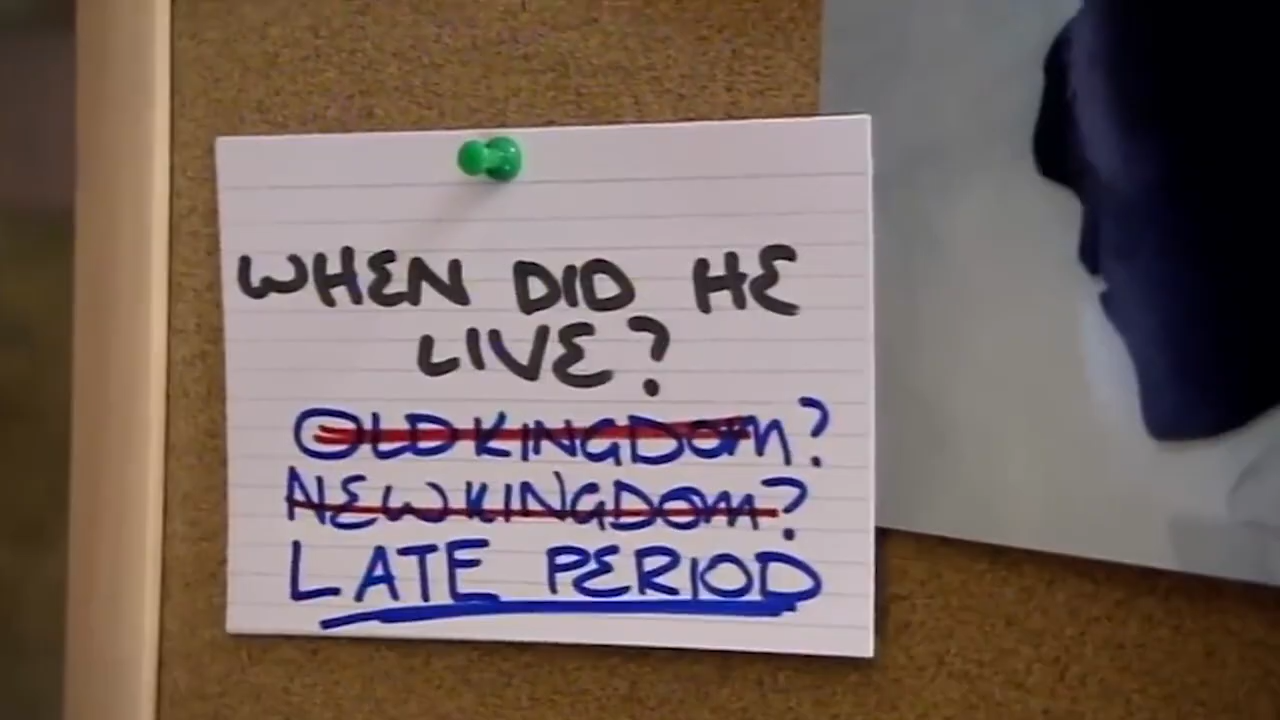 WHEN DID HE
LIVE?
OLD KINGDOM?
NEW KINGDOM?
LATE PERIOD